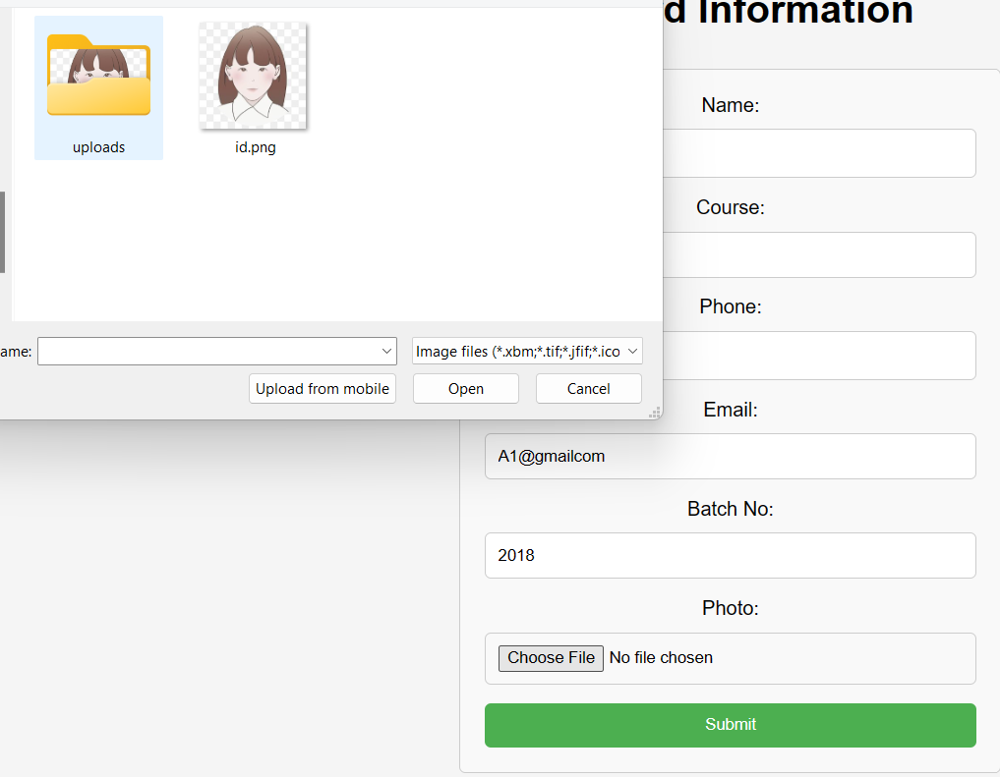 d Information
uploads
id.png
ame:
Image files (*.xbm;*.tif;*.jfif;*.ico
Upload from mobile
Open
Cancel
Name:
Course:
Phone:
Email:
A1@gmailcom
Batch No:
2018
Photo:
Choose File No file chosen
Submit